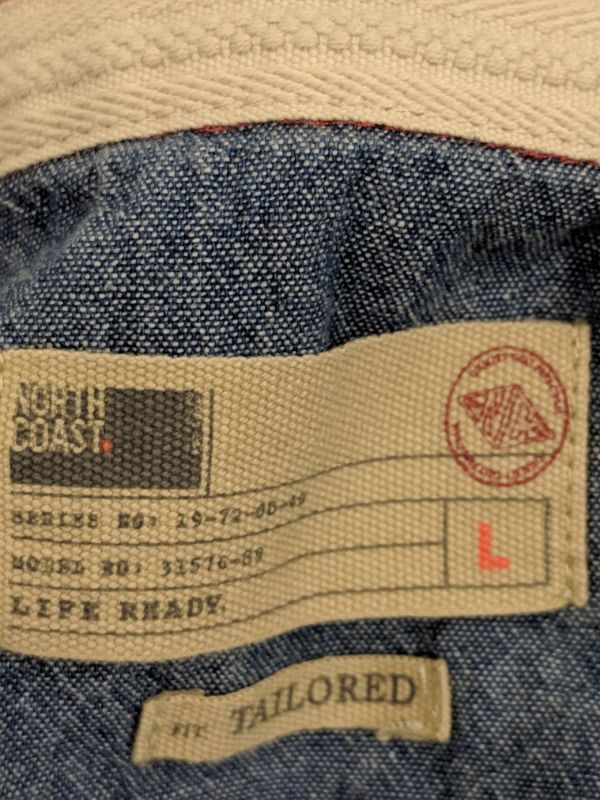 NORTH
COAST.
SERIES NO: 19-72-00-49
MODEL NO: 31576-89
L
LIFE READY.
FIT: TAILORED